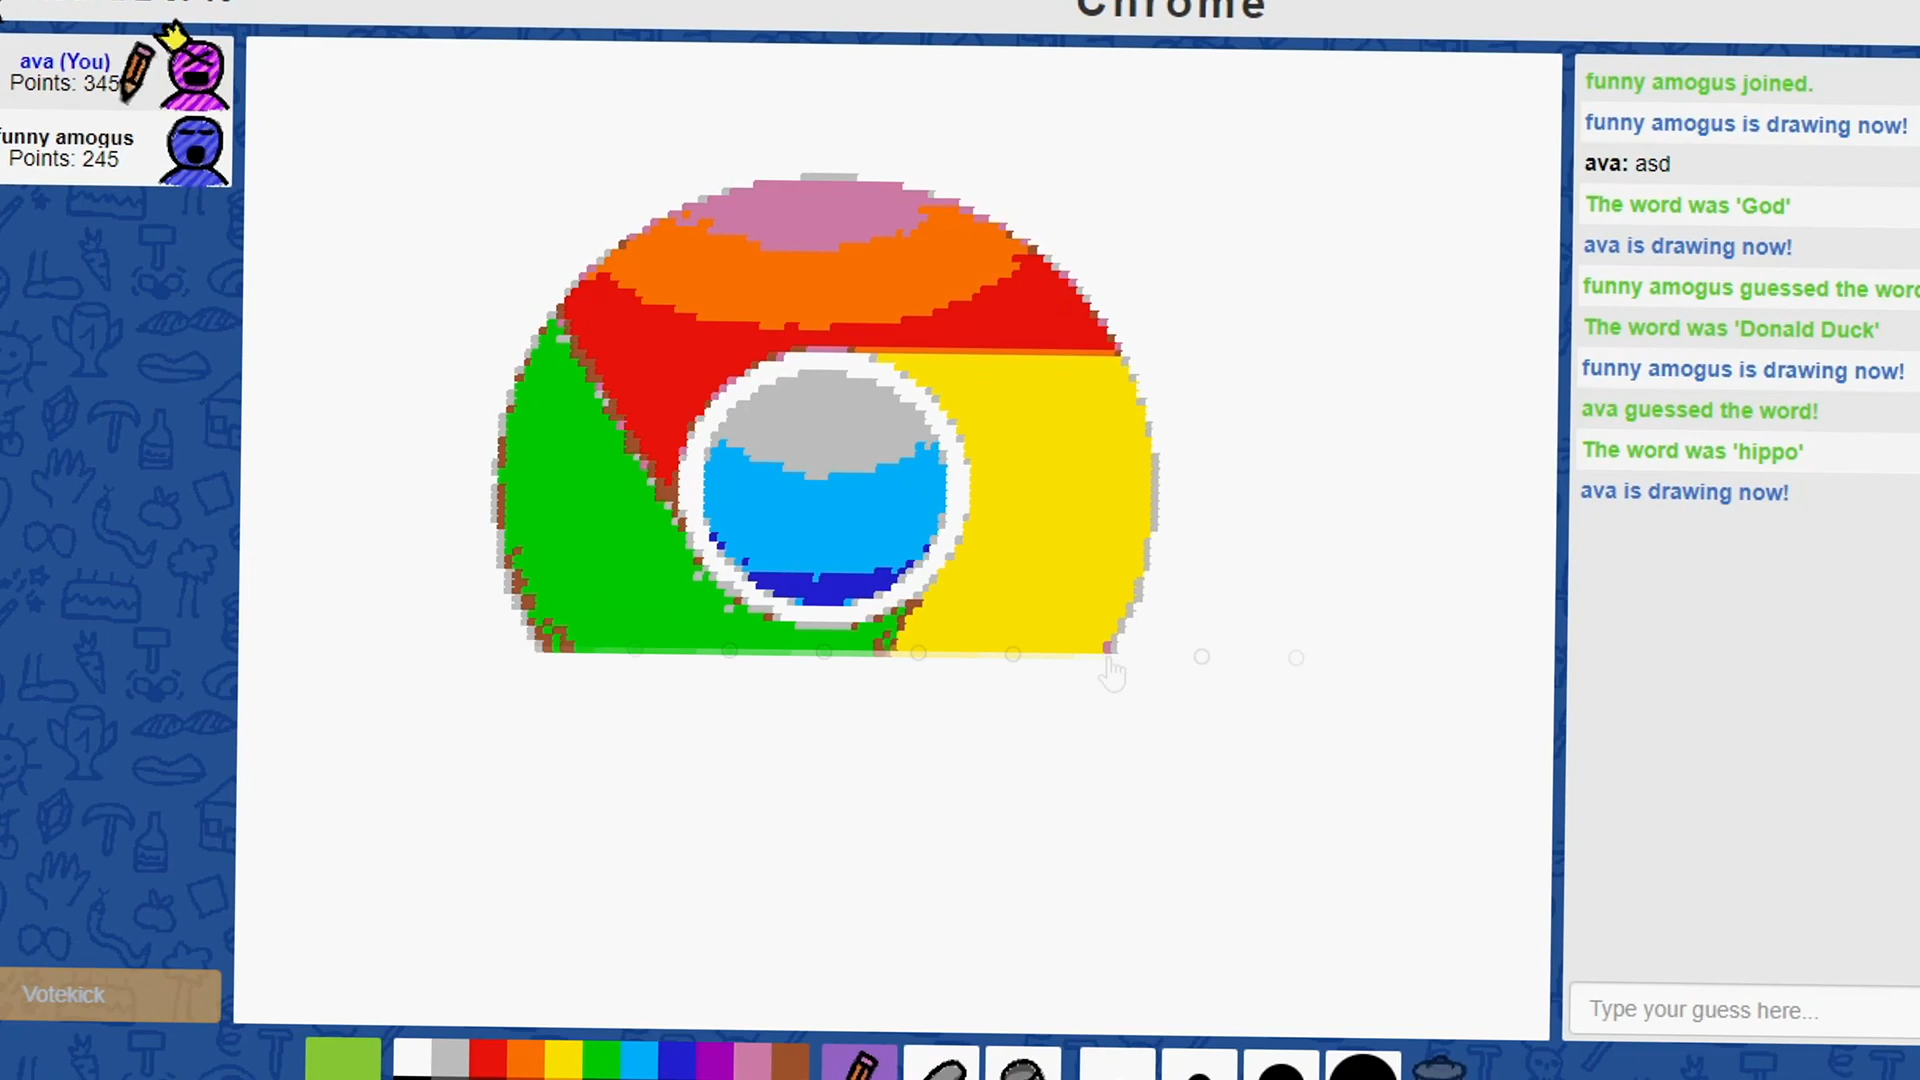 Chrome
ava (You)
Points: 345
funny amogus
Points: 245
funny amogus joined.
funny amogus is drawing now!
ava: asd
The word was 'God'
ava is drawing now!
funny amogus guessed the word
The word was 'Donald Duck'
funny amogus is drawing now!
ava guessed the word!
The word was 'hippo'
ava is drawing now!
Votekick
Type your guess here...